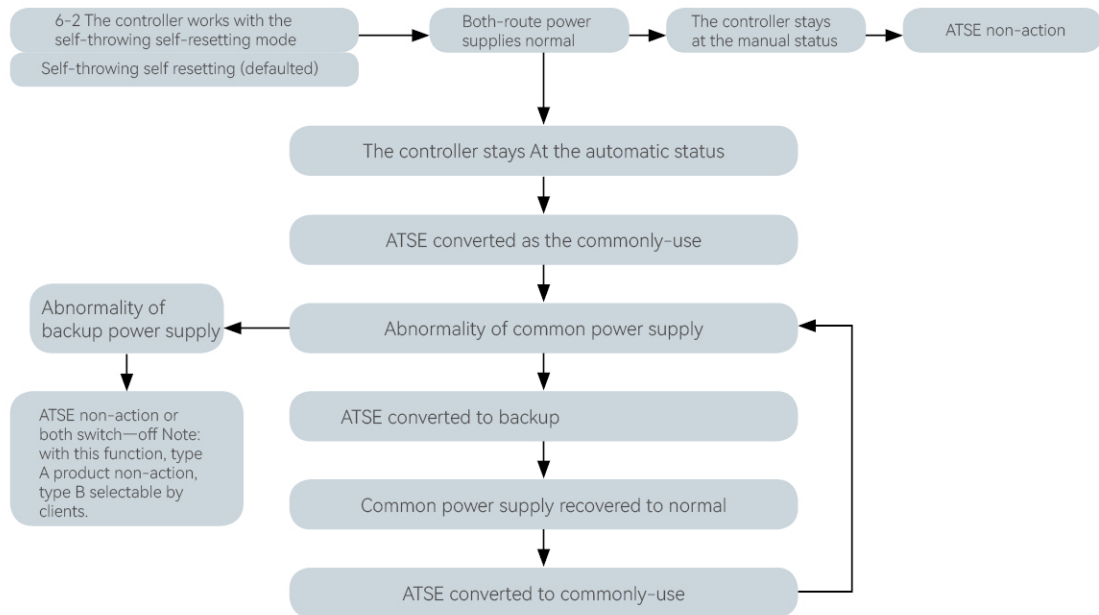 6-2 The controller works with the
self-throwing self-resetting mode
Self-throwing self resetting (defaulted)
Both-route power
supplies normal
The controller stays
at the manual status
ATSE non-action
The controller stays At the automatic status
ATSE converted as the commonly-use
Abnormality of
backup power supply
Abnormality of common power supply
ATSE non-action or
both switch—off Note:
with this function, type
A product non-action,
type B selectable by
clients.
ATSE converted to backup
Common power supply recovered to normal
ATSE converted to commonly-use